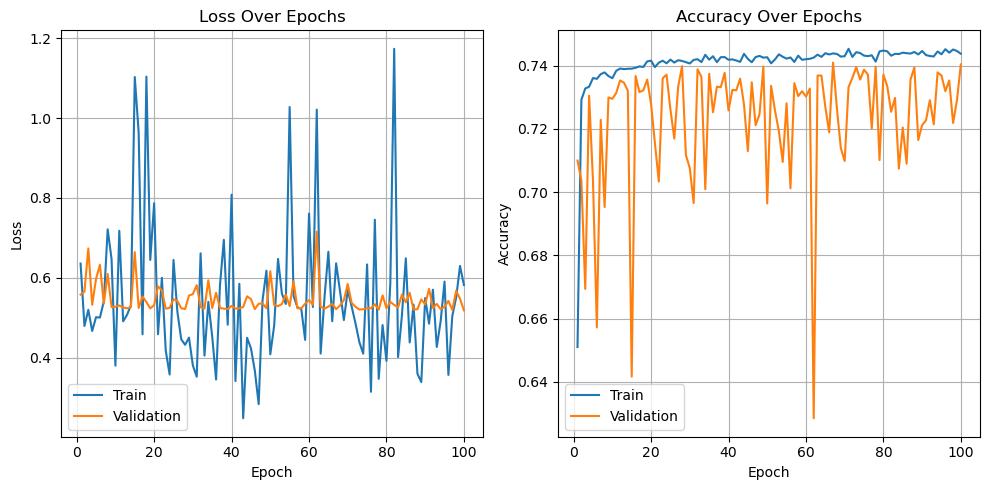 Loss Over Epochs
1.2
1.0
0.8
0.6
0.4
Loss
Train
Validation
0 20 40 60 80 100
Epoch
Accuracy Over Epochs
0.74
0.72
0.70
0.68
0.66
0.64
Accuracy
Train
Validation
0 20 40 60 80 100
Epoch